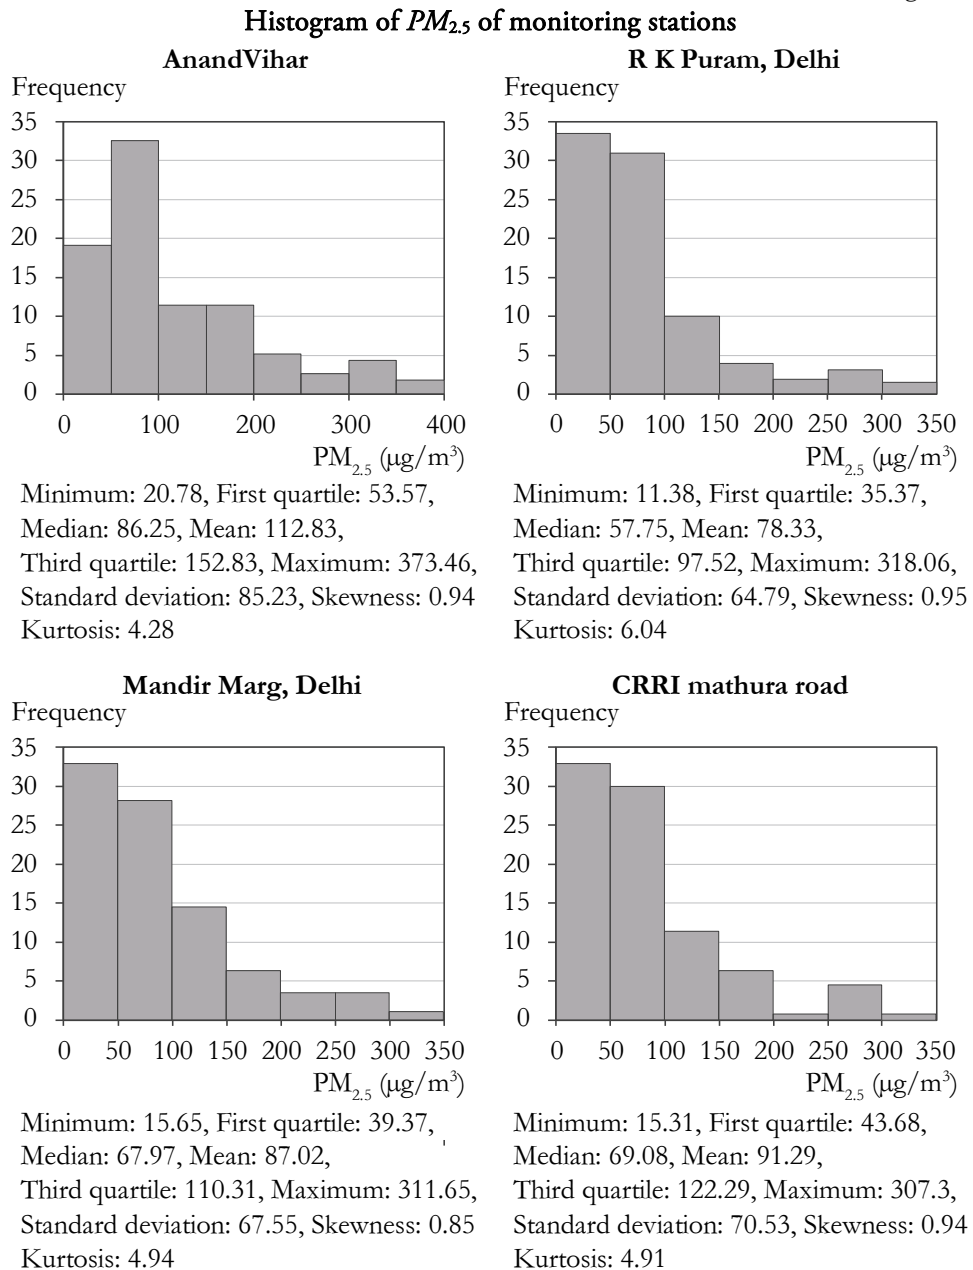 Histogram of PM2.5 of monitoring stations
AnandVihar
Frequency
35
30
25
20
15
10
5
0
0 100 200 300 400
PM2.5 (µg/m³)
Minimum: 20.78, First quartile: 53.57,
Median: 86.25, Mean: 112.83,
Third quartile: 152.83, Maximum: 373.46,
Standard deviation: 85.23, Skewness: 0.94
Kurtosis: 4.28
R K Puram, Delhi
Frequency
35
30
25
20
15
10
5
0
0 50 100 150 200 250 300 350
PM2.5 (µg/m³)
Minimum: 11.38, First quartile: 35.37,
Median: 57.75, Mean: 78.33,
Third quartile: 97.52, Maximum: 318.06,
Standard deviation: 64.79, Skewness: 0.95
Kurtosis: 6.04
Mandir Marg, Delhi
Frequency
35
30
25
20
15
10
5
0
0 50 100 150 200 250 300 350
PM2.5 (µg/m³)
Minimum: 15.65, First quartile: 39.37,
Median: 67.97, Mean: 87.02,
Third quartile: 110.31, Maximum: 311.65,
Standard deviation: 67.55, Skewness: 0.85
Kurtosis: 4.94
CRRI mathura road
Frequency
35
30
25
20
15
10
5
0
0 50 100 150 200 250 300 350
PM2.5 (µg/m³)
Minimum: 15.31, First quartile: 43.68,
Median: 69.08, Mean: 91.29,
Third quartile: 122.29, Maximum: 307.3,
Standard deviation: 70.53, Skewness: 0.94
Kurtosis: 4.91